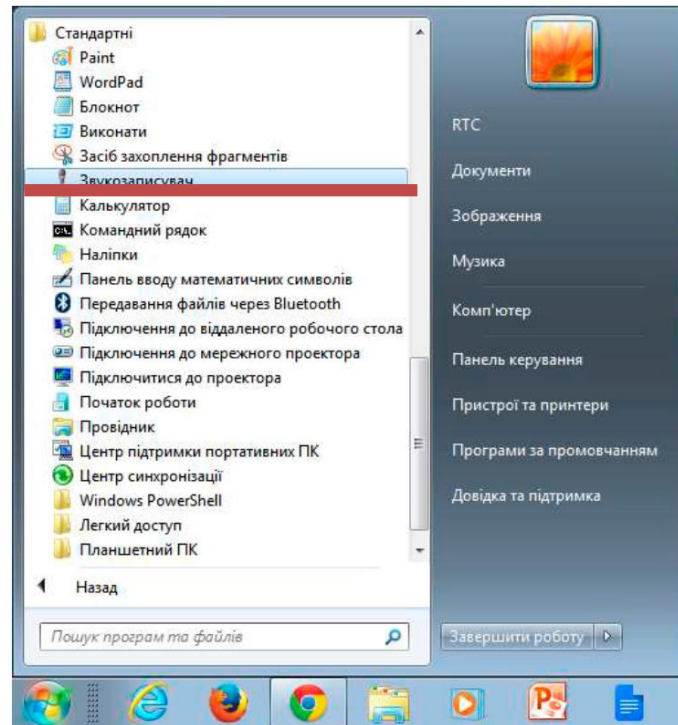 Стандартні
Paint
WordPad
Блокнот
Виконати
Засіб захоплення фрагментів
Звукозаписувач
Калькулятор
Командний рядок
Наліпки
Панель вводу математичних символів
Передавання файлів через Bluetooth
Підключення до віддаленого робочого стола
Підключення до мережного проектора
Підключитися до проектора
Початок роботи
Провідник
Центр підтримки портативних ПК
Центр синхронізації
Windows PowerShell
Легкий доступ
Планшетний ПК
Назад
Пошук програм та файлів
RTC
Документи
Зображення
Музика
Комп'ютер
Панель керування
Пристрої та принтери
Програми за промовчанням
Довідка та підтримка
Завершити роботу